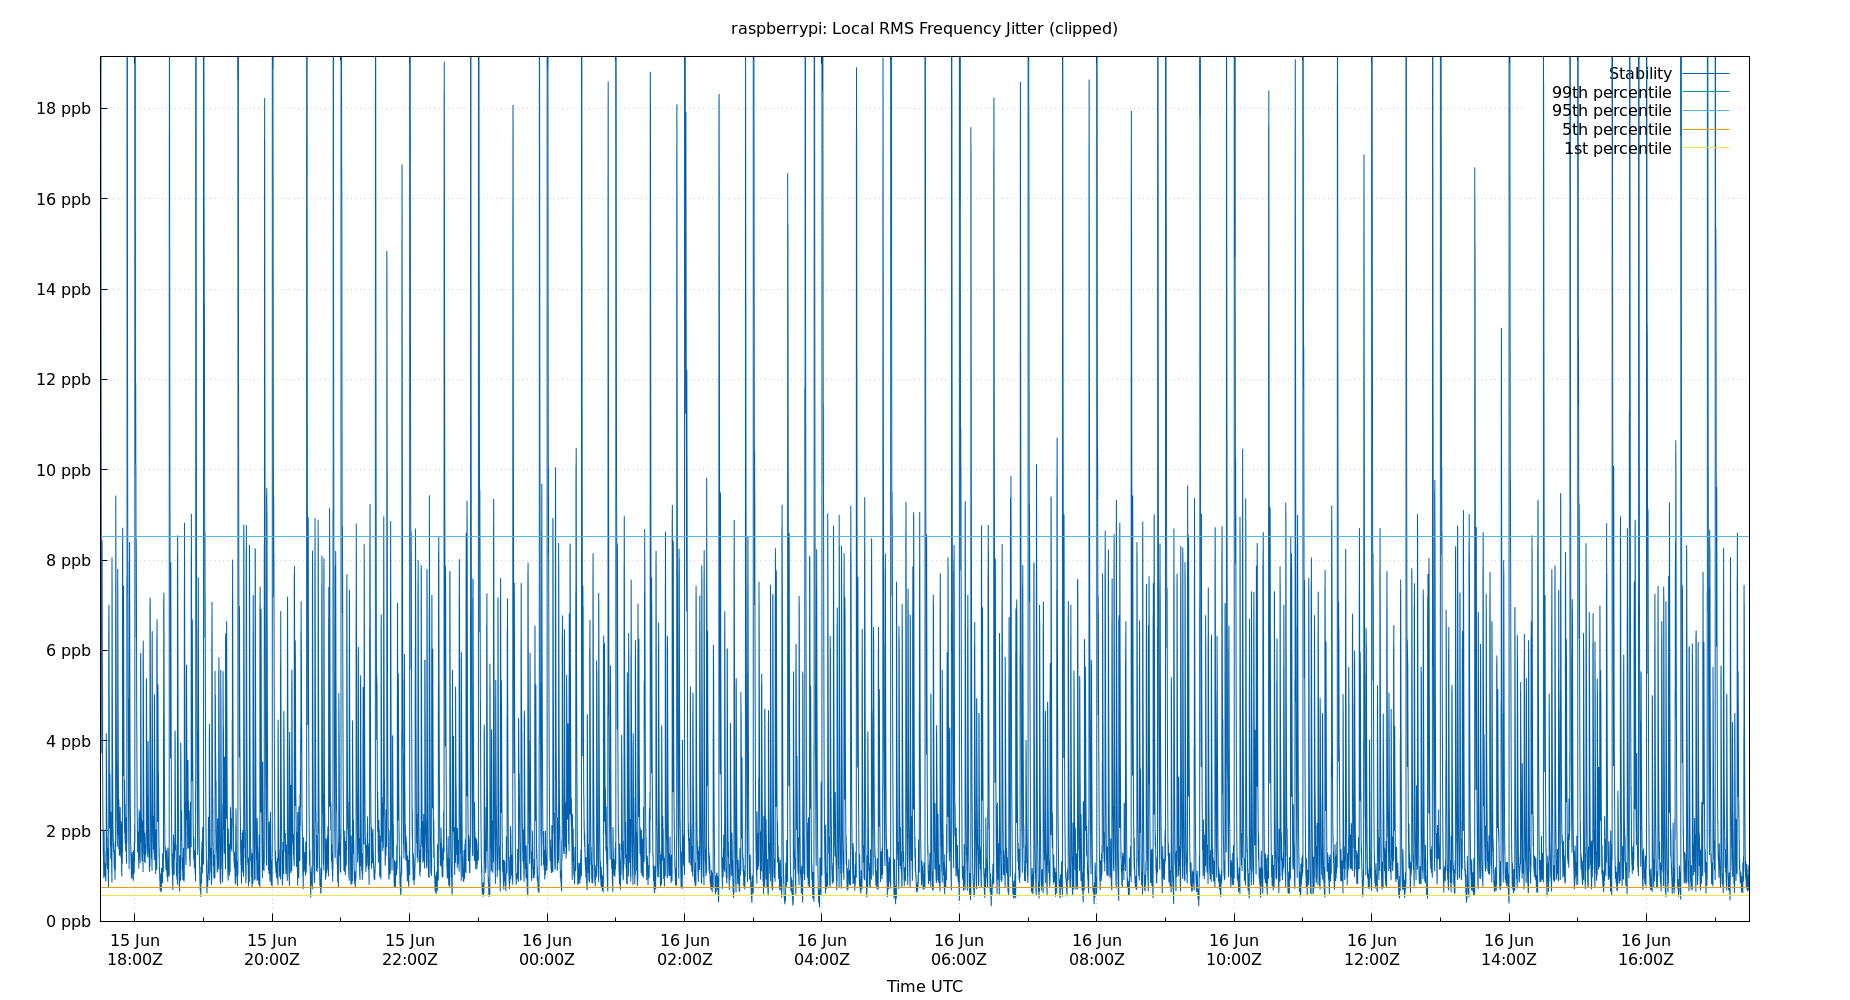 raspberrypi: Local RMS Frequency Jitter (clipped)
Stability
99th percentile
95th percentile
5th percentile
1st percentile
18 ppb
16 ppb
14 ppb
12 ppb
10 ppb
8 ppb
6 ppb
4 ppb
2 ppb
0 ppb
15 Jun 15 Jun 15 Jun 16 Jun 16 Jun 16 Jun 16 Jun 16 Jun 16 Jun 16 Jun 16 Jun 16 Jun
18:00Z 20:00Z 22:00Z 00:00Z 02:00Z 04:00Z 06:00Z 08:00Z 10:00Z 12:00Z 14:00Z 16:00Z
Time UTC